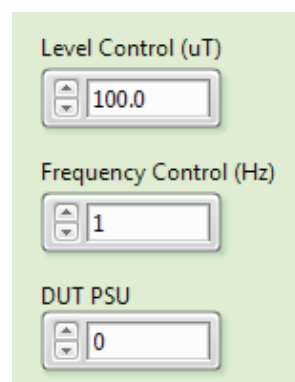 Level Control (uT)
100.0
Frequency Control (Hz)
1
DUT PSU
0